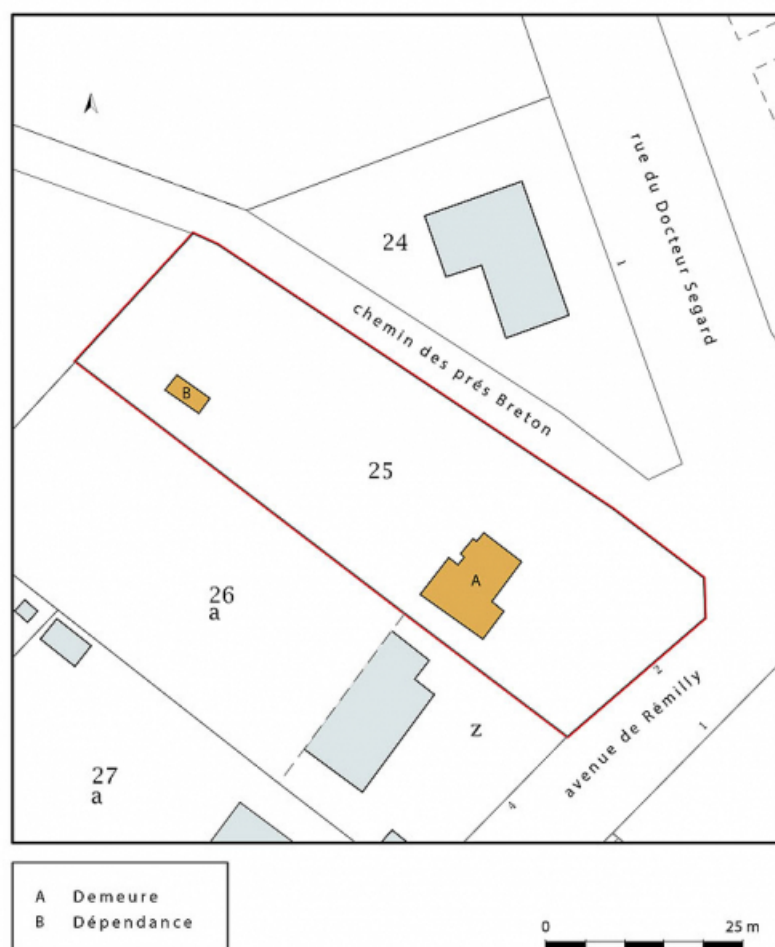 rue du Docteur Segard
1
24
chemin des prés Breton
B
25
A
26
a
2
avenue de Rémilly
1
z
27
a
4
A Demeure
B Dépendance
0 25 m